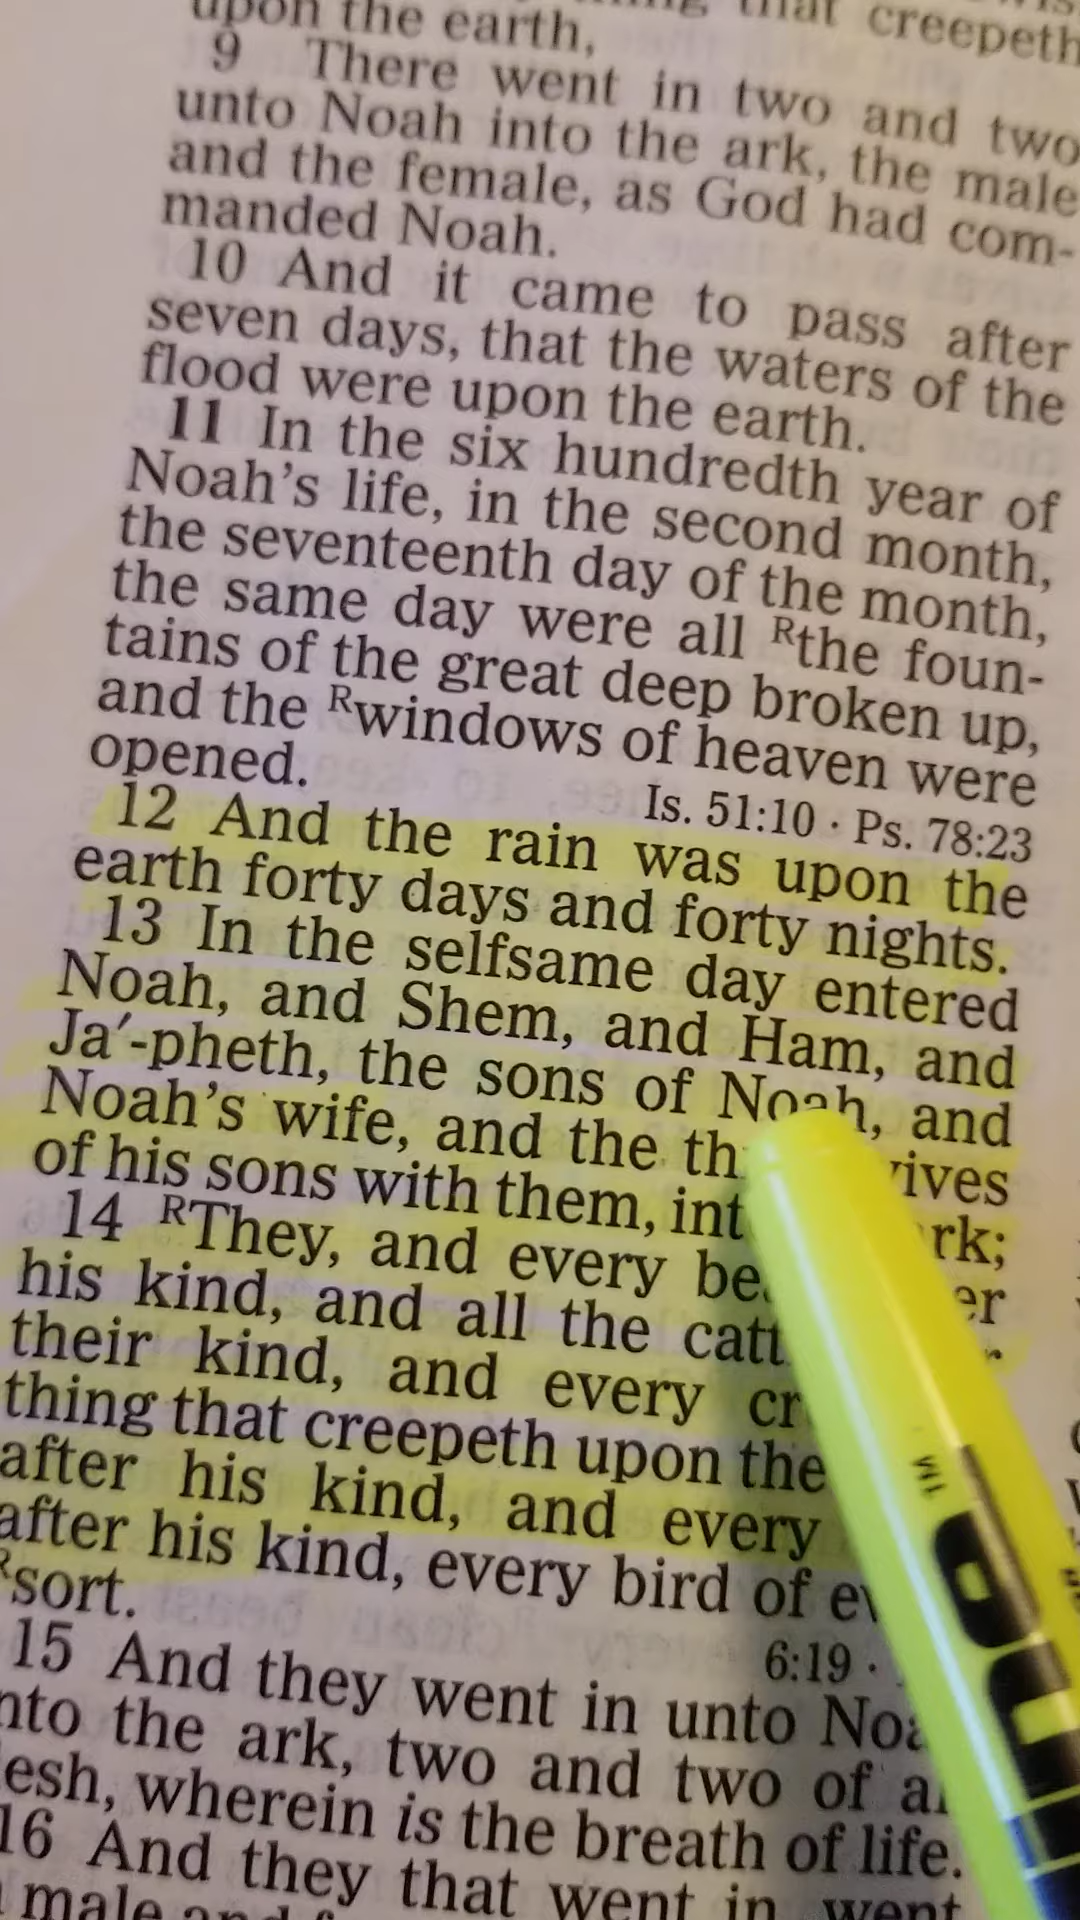 upon the earth,
that creepeth
9 There went in two and two
unto Noah into the ark, the male
and the female, as God had com-
manded Noah.
10 And it came to pass after
seven days, that the waters of the
flood were upon the earth.
11 In the six hundredth year of
Noah's life, in the second month,
the seventeenth day of the month,
the same day were all Rthe foun-
tains of the great deep broken up,
and the Rwindows of heaven were
opened.
Is. 51:10 · Ps. 78:23
12 And the rain was upon the
earth forty days and forty nights.
13 In the selfsame day entered
Noah, and Shem, and Ham, and
Ja′-pheth, the sons of Noah, and
Noah's wife, and the
of his sons with them,
14 RThey, and every
his kind, and all the
their kind, and every
thing that creepeth upon the
after his kind, and every
after his kind, every bird of
Rsort.
6:19 ·
15 And they went in unto
the ark, two and two of
wherein is the breath of life.
16 And they that went in, went
male and